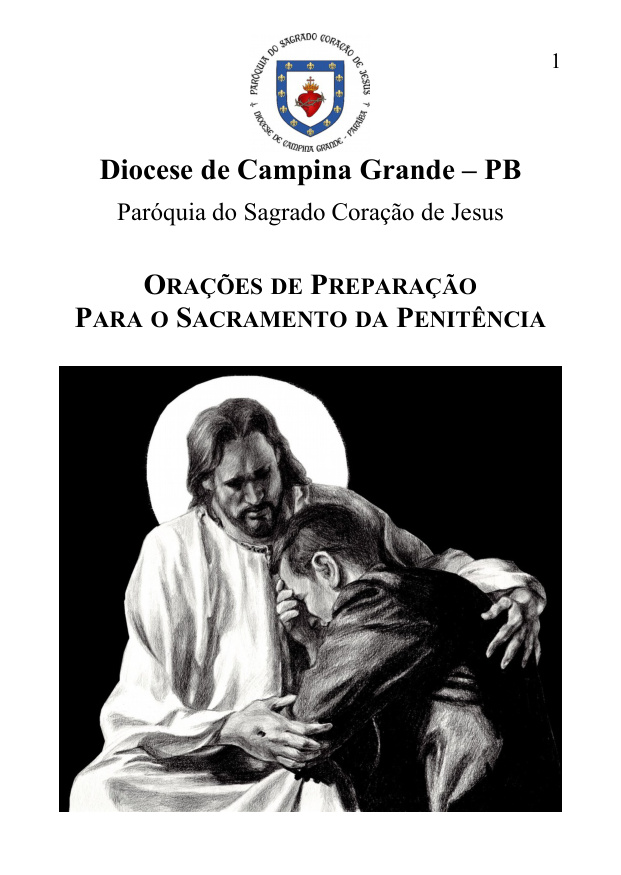 PARÓQUIA DO SAGRADO CORAÇÃO DE JESUS
DIOCESE DE CAMPINA GRANDE - PARAÍBA
1
Diocese de Campina Grande – PB
Paróquia do Sagrado Coração de Jesus
ORAÇÕES DE PREPARAÇÃO
PARA O SACRAMENTO DA PENITÊNCIA